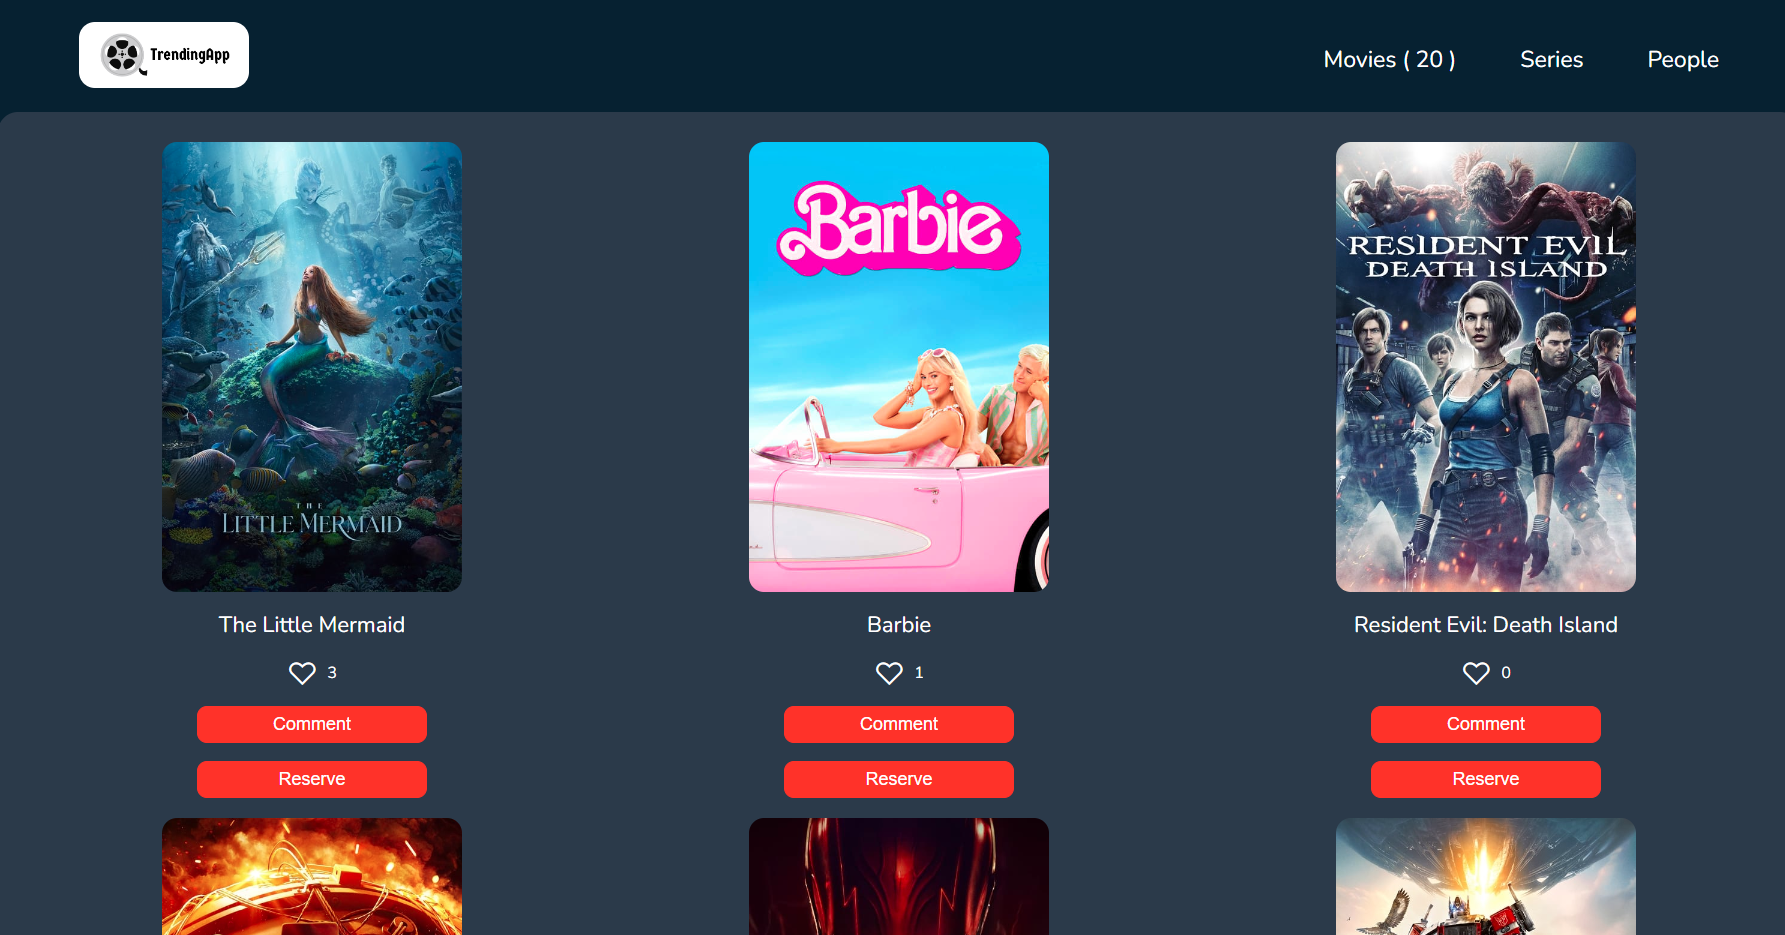 TrendingApp
Movies ( 20 )
Series
People
THE
LITTLE MERMAID
Barbie
RESIDENT EVIL
DEATH ISLAND
The Little Mermaid
Barbie
Resident Evil: Death Island
3
1
0
Comment
Comment
Comment
Reserve
Reserve
Reserve